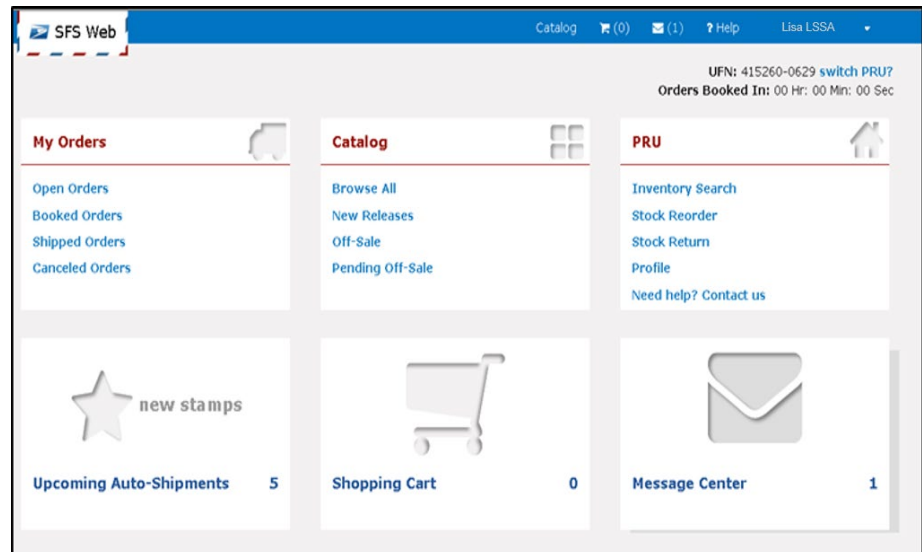 SFS Web
Catalog (0) (1) ? Help Lisa LSSA
UFN: 415260-0629 switch PRU?
Orders Booked In: 00 Hr: 00 Min: 00 Sec
My Orders
Open Orders
Booked Orders
Shipped Orders
Canceled Orders
Catalog
Browse All
New Releases
Off-Sale
Pending Off-Sale
PRU
Inventory Search
Stock Reorder
Stock Return
Profile
Need help? Contact us
new stamps
Upcoming Auto-Shipments 5
Shopping Cart 0
Message Center 1